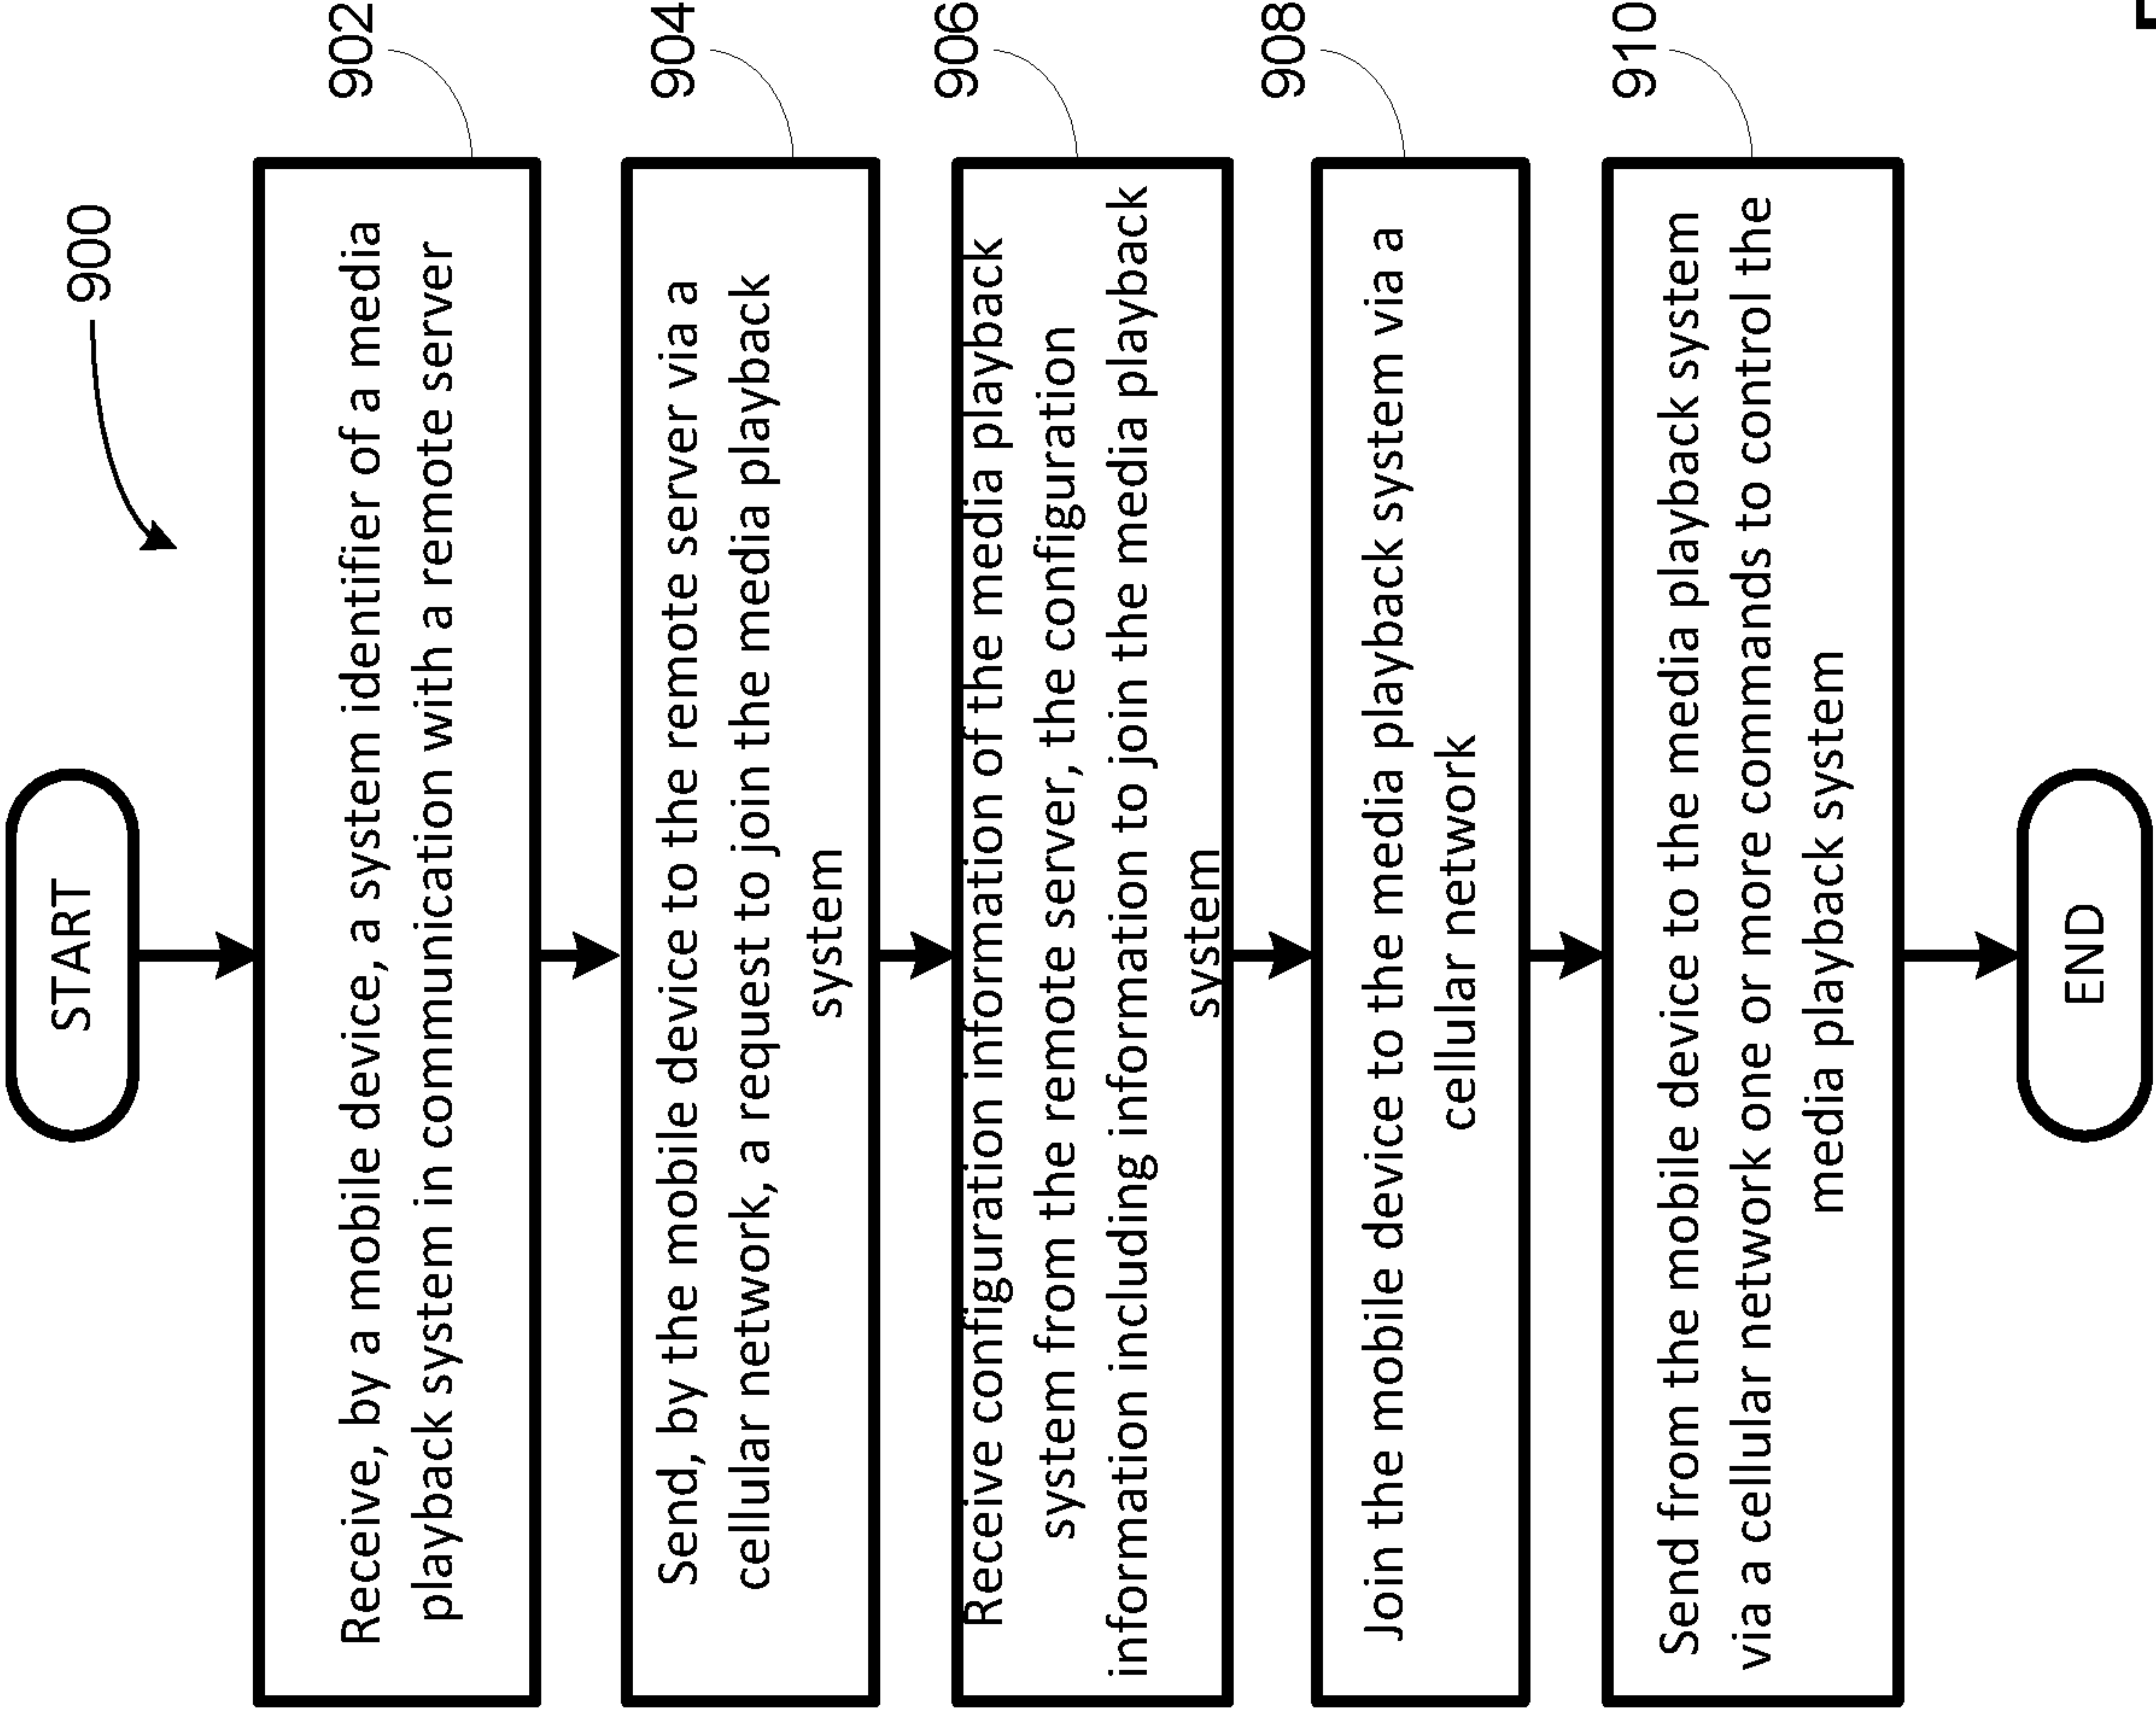 900
START
902
Receive, by a mobile device, a system identifier of a media
playback system in communication with a remote server
904
Send, by the mobile device to the remote server via a
cellular network, a request to join the media playback
system
906
Receive configuration information of the media playback
system from the remote server, the configuration
information including information to join the media playback
system
908
Join the mobile device to the media playback system via a
cellular network
910
Send from the mobile device to the media playback system
via a cellular network one or more commands to control the
media playback system
END